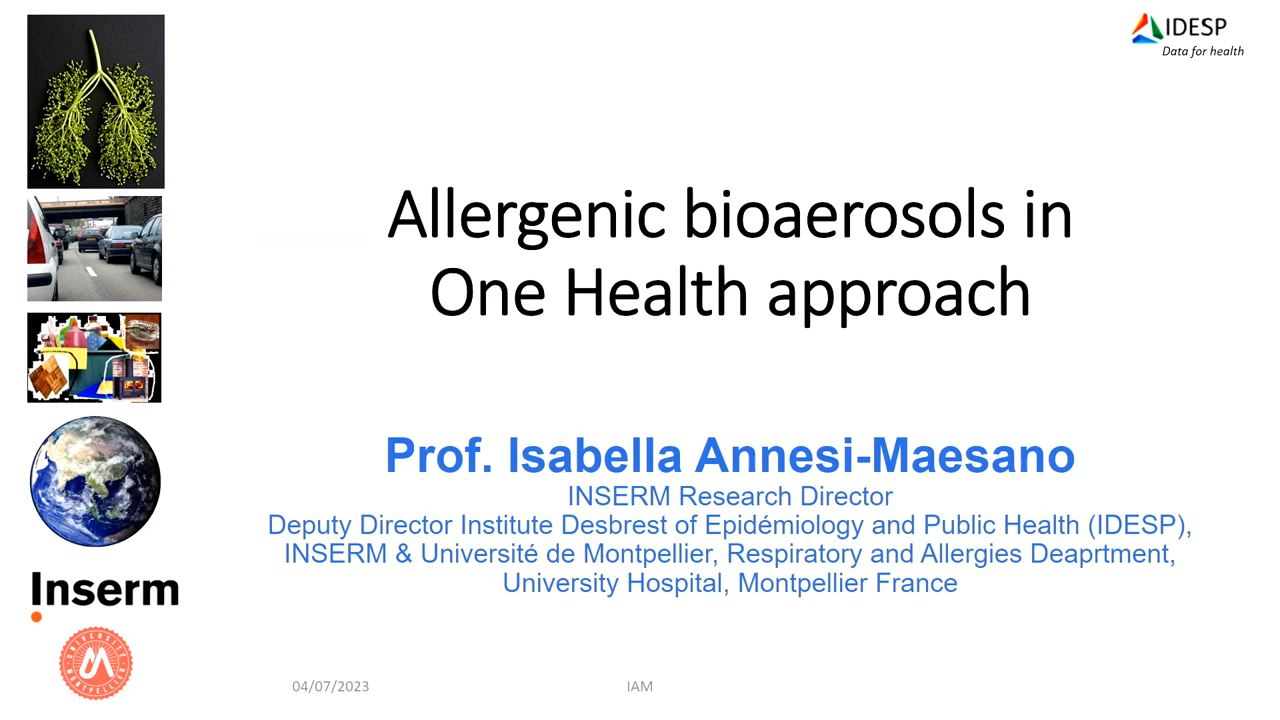 IDESP
Data for health
Allergenic bioaerosols in
One Health approach
Prof. Isabella Annesi-Maesano
INSERM Research Director
Deputy Director Institute Desbrest of Epidémiology and Public Health (IDESP),
INSERM & Université de Montpellier, Respiratory and Allergies Deaprtment,
University Hospital, Montpellier France
Inserm
UNIVERSITÉ
MONTPELLIER
04/07/2023
IAM